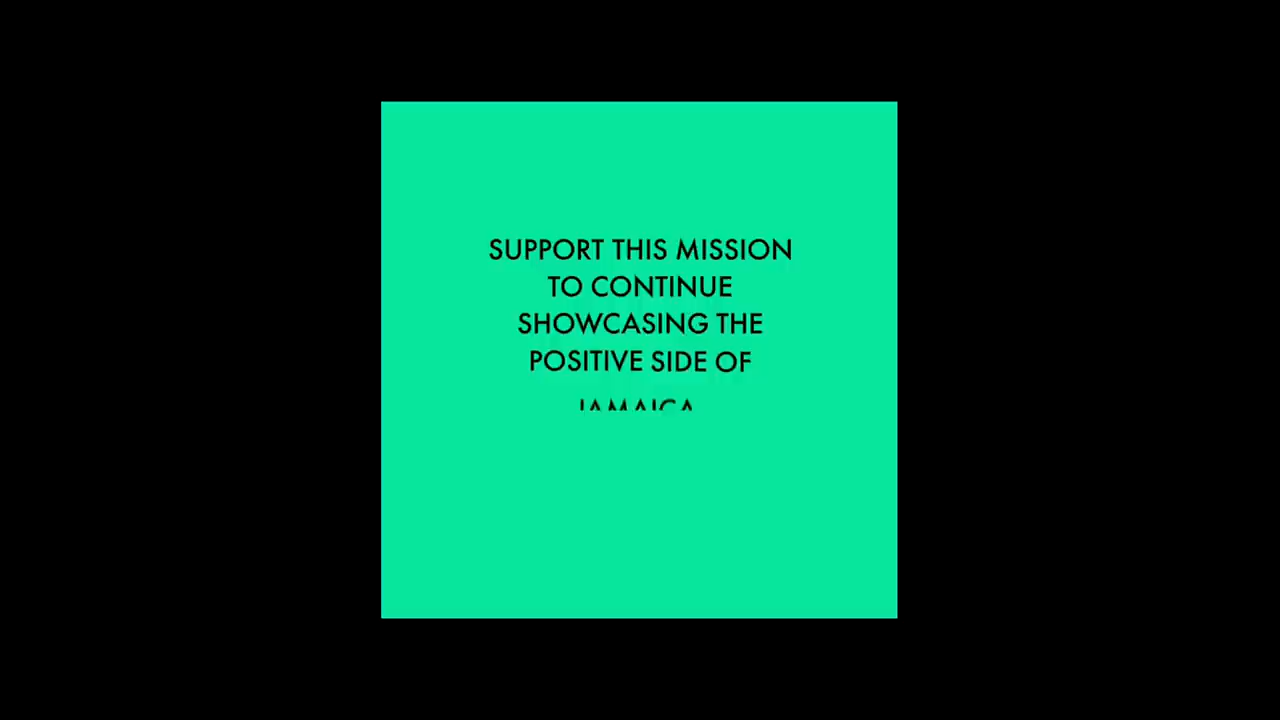 SUPPORT THIS MISSION
TO CONTINUE
SHOWCASING THE
POSITIVE SIDE OF
JAMAICA